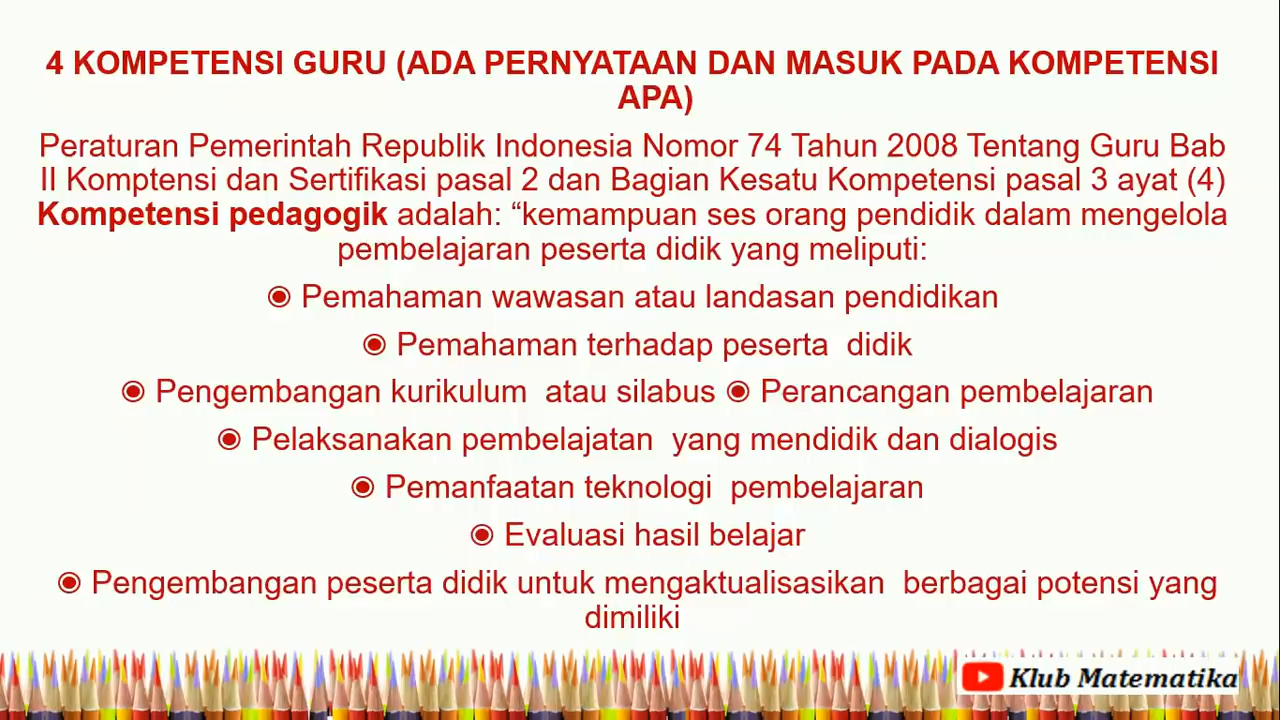 4 KOMPETENSI GURU (ADA PERNYATAAN DAN MASUK PADA KOMPETENSI
APA)
Peraturan Pemerintah Republik Indonesia Nomor 74 Tahun 2008 Tentang Guru Bab
II Komptensi dan Sertifikasi pasal 2 dan Bagian Kesatu Kompetensi pasal 3 ayat (4)
Kompetensi pedagogik adalah: “kemampuan ses orang pendidik dalam mengelola
pembelajaran peserta didik yang meliputi:
◉ Pemahaman wawasan atau landasan pendidikan
◉ Pemahaman terhadap peserta didik
◉ Pengembangan kurikulum atau silabus ◉ Perancangan pembelajaran
◉ Pelaksanakan pembelajatan yang mendidik dan dialogis
◉ Pemanfaatan teknologi pembelajaran
◉ Evaluasi hasil belajar
◉ Pengembangan peserta didik untuk mengaktualisasikan berbagai potensi yang
dimiliki
Klub Matematika